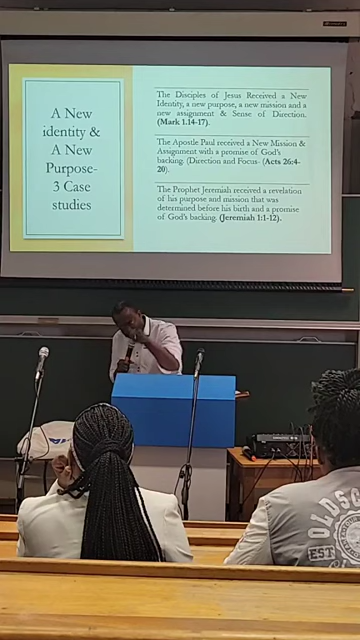 A New
identity &
A New
Purpose-
3 Case
studies
The Disciples of Jesus Received a New
Identity, a new purpose, a new mission and a
new assignment & Sense of Direction.
(Mark 1.14-17).
The Apostle Paul received a New Mission &
Assignment with a promise of God's
backing (Direction and Focus- (Acts 26:4-
20).
The Prophet Jeremiah received a revelation
of his purpose and mission that was
determined before his birth and a promise
of God's backing. (Jeremiah 1:1-12).
EST